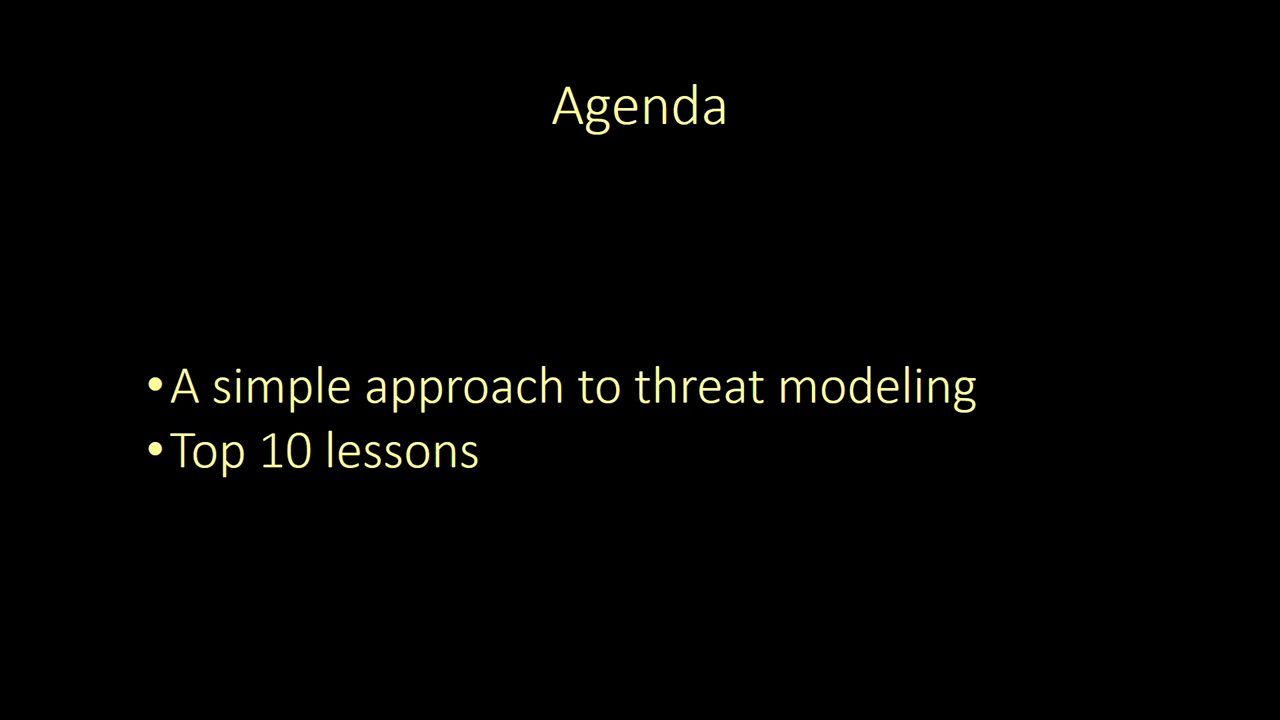 Agenda
•A simple approach to threat modeling
•Top 10 lessons